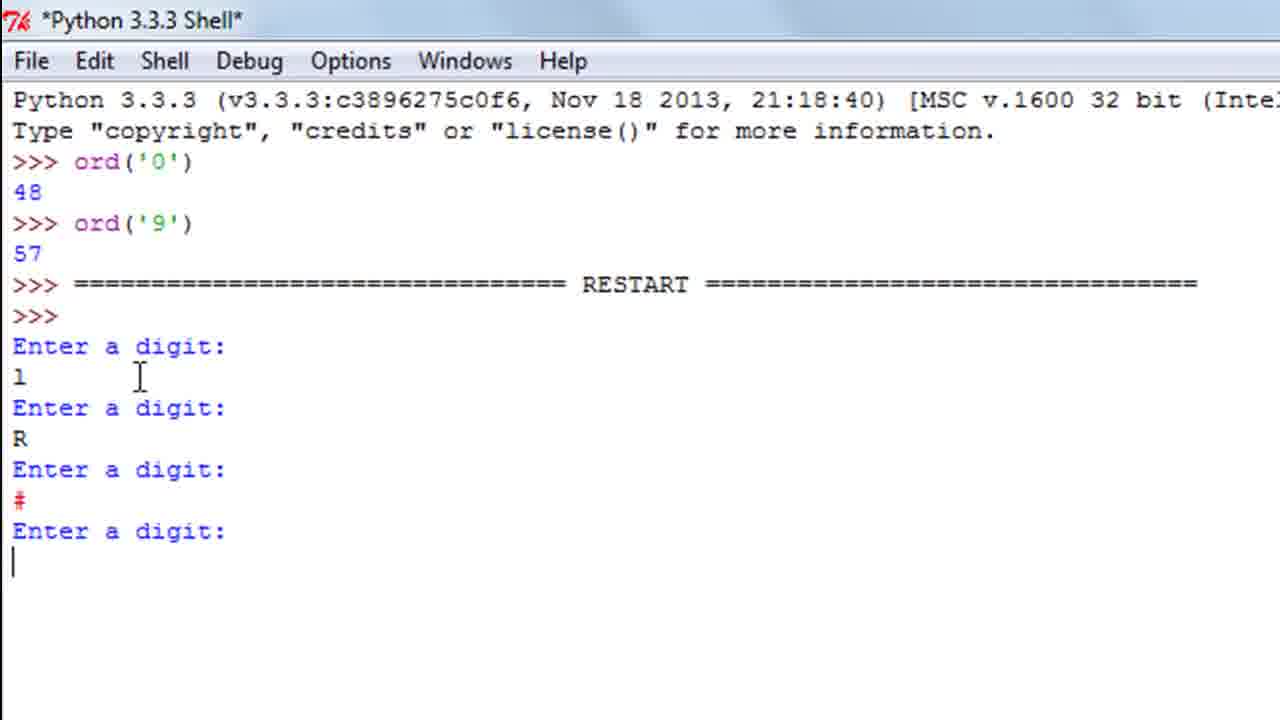 *Python 3.3.3 Shell*
File Edit Shell Debug Options Windows Help
Python 3.3.3 (v3.3.3:c3896275c0f6, Nov 18 2013, 21:18:40) [MSC v.1600 32 bit (Inte
Type "copyright", "credits" or "license()" for more information.
>>> ord('0')
48
>>> ord('9')
57
>>> ================================ RESTART ================================
>>>
Enter a digit:
l
Enter a digit:
R
Enter a digit:
#
Enter a digit: